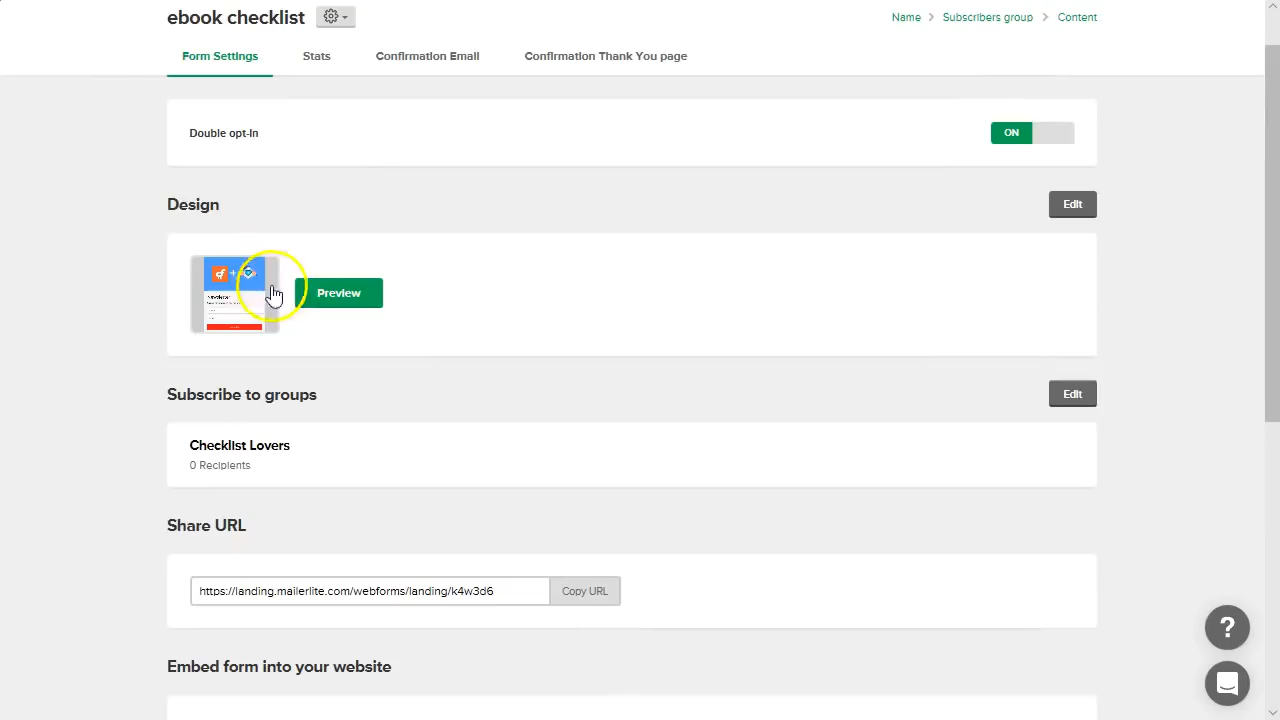 ebook checklist
Name > Subscribers group > Content
Form Settings Stats Confirmation Email Confirmation Thank You page
Double opt-in ON
Design Edit
Newsletter
Preview
Subscribe to groups Edit
Checklist Lovers
0 Recipients
Share URL
https://landing.mailerlite.com/webforms/landing/k4w3d6 Copy URL
?
Embed form into your website